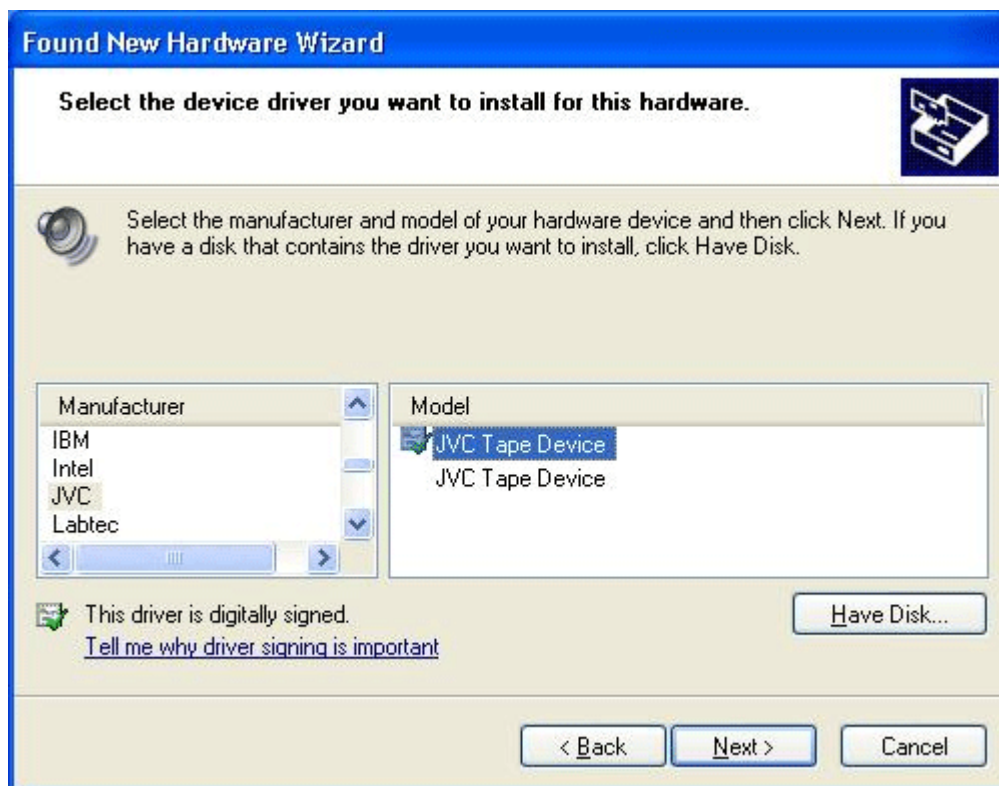 Found New Hardware Wizard
Select the device driver you want to install for this hardware.
Select the manufacturer and model of your hardware device and then click Next. If you
have a disk that contains the driver you want to install, click Have Disk.
Manufacturer
IBM
Intel
JVC
Labtec
Model
JVC Tape Device
JVC Tape Device
This driver is digitally signed.
Tell me why driver signing is important
Have Disk...
< Back
Next >
Cancel